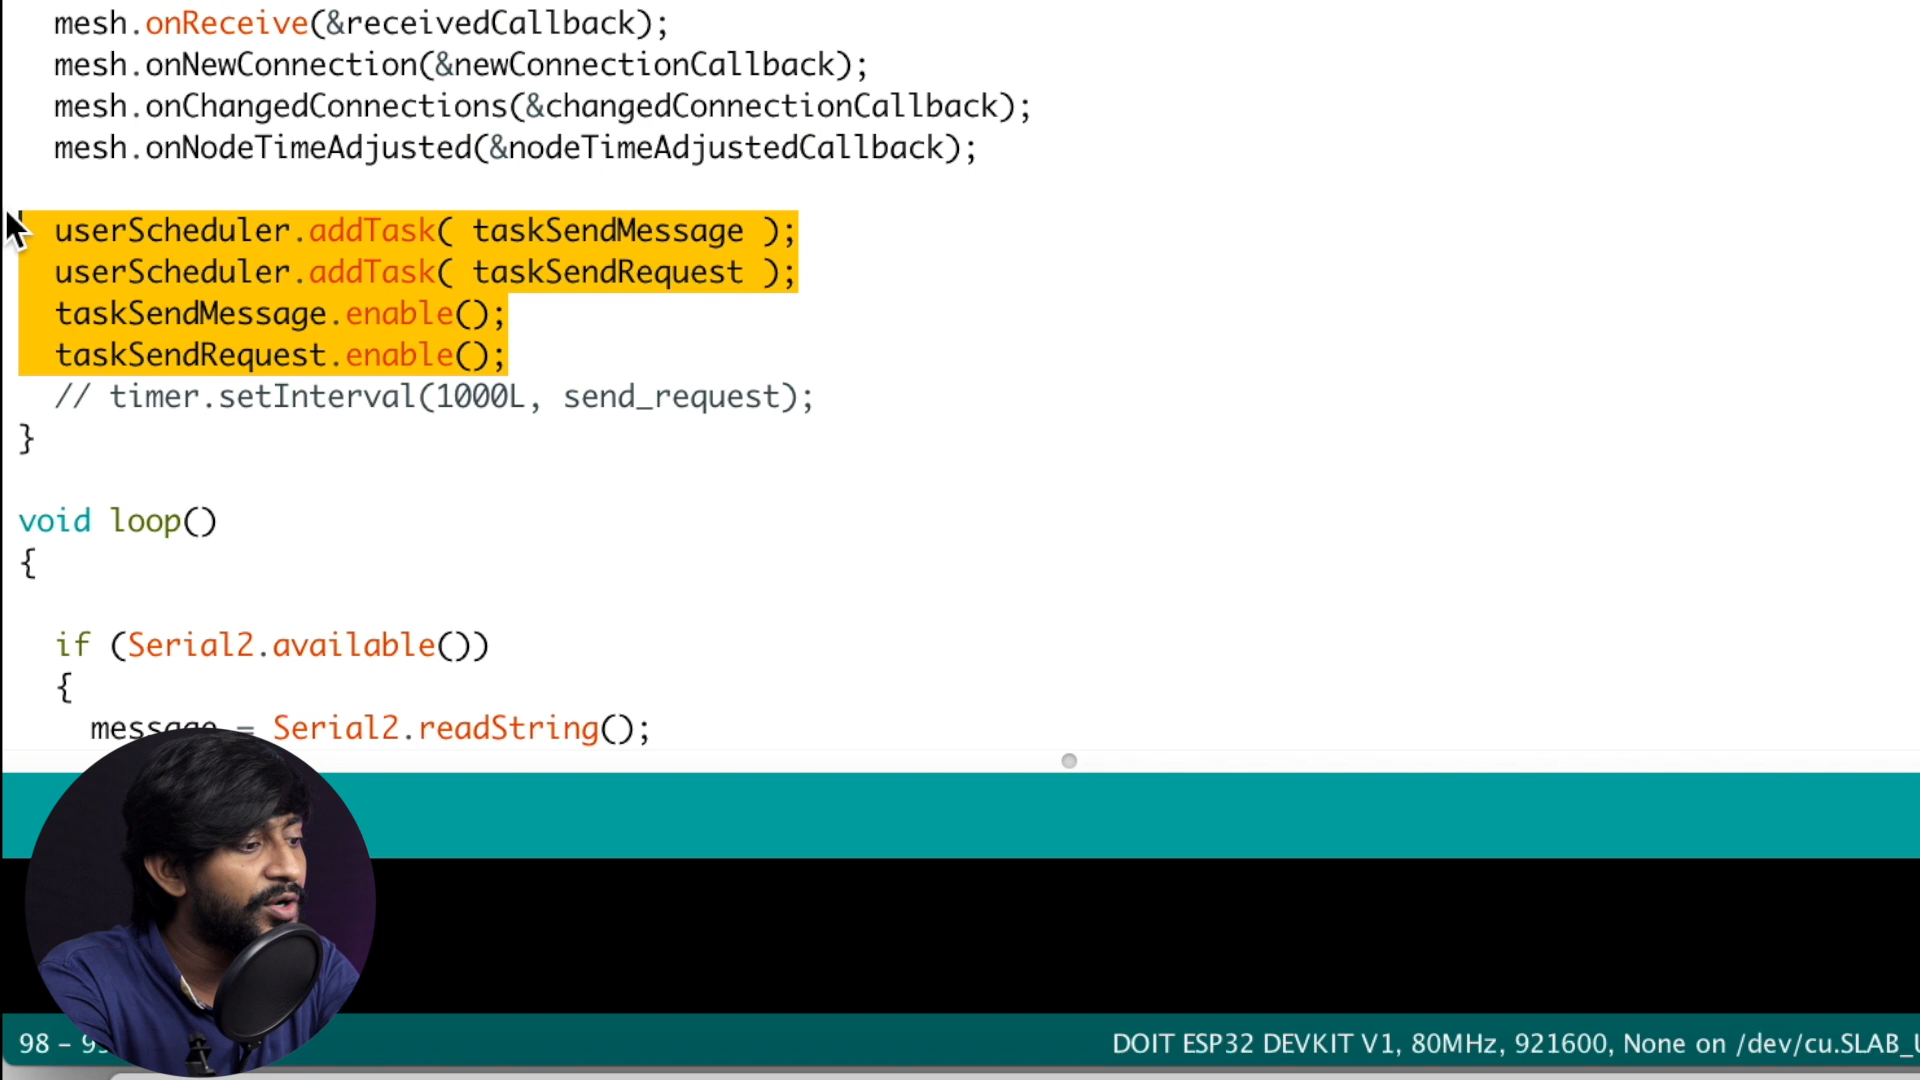 mesh.onReceive(&receivedCallback);
mesh.onNewConnection(&newConnectionCallback);
mesh.onChangedConnections(&changedConnectionCallback);
mesh.onNodeTimeAdjusted(&nodeTimeAdjustedCallback);
userScheduler.addTask( taskSendMessage );
userScheduler.addTask( taskSendRequest );
taskSendMessage.enable();
taskSendRequest.enable();
// timer.setInterval(1000L, send_request);
}
void loop()
{
if (Serial2.available())
{
message = Serial2.readString();
98 -
DOIT ESP32 DEVKIT V1, 80MHz, 921600, None on /dev/cu.SLAB_